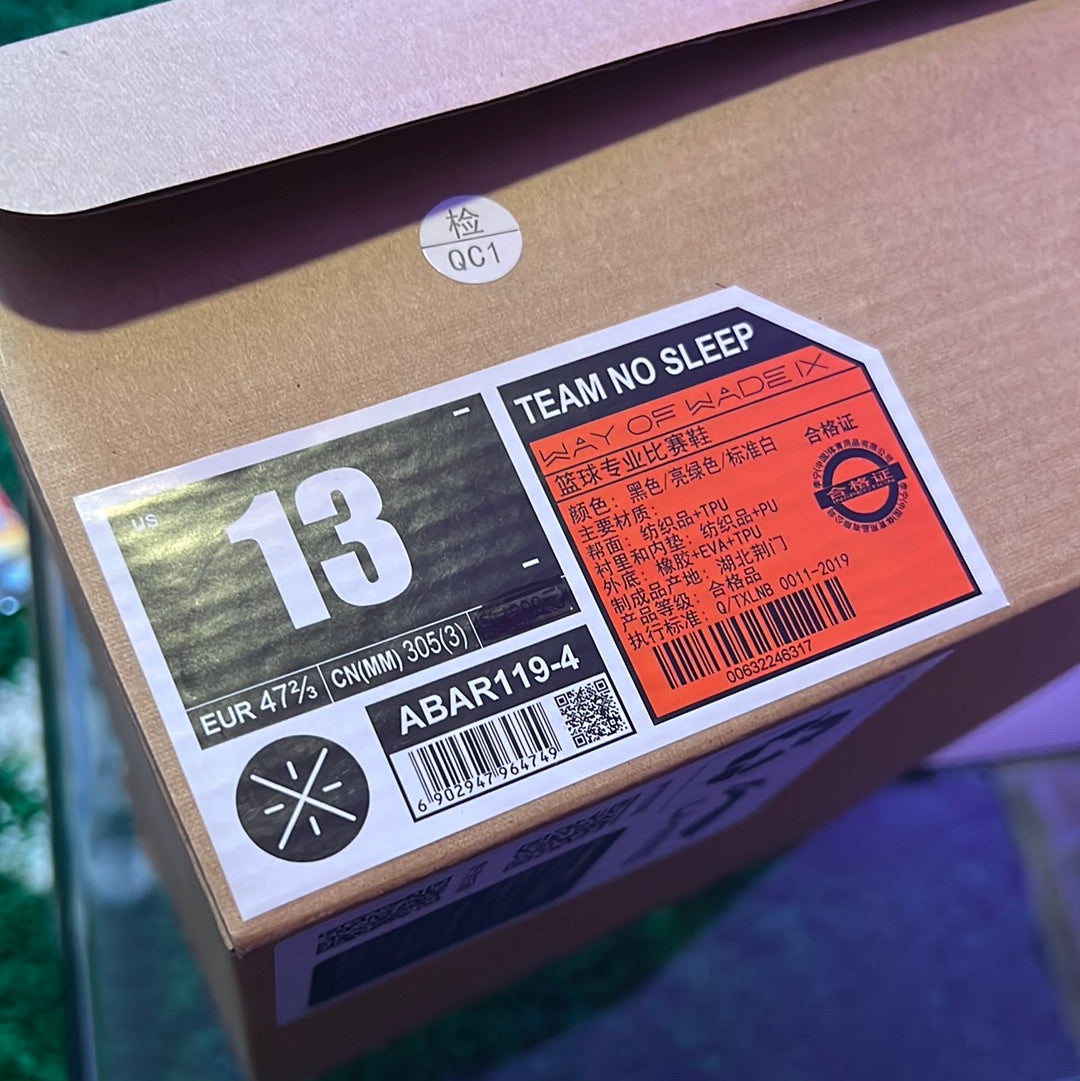 检
QC1
US
13
EUR 47⅔
CN(MM) 305(3)
ABAR119-4
6 902947 964749
TEAM NO SLEEP
WAY OF WADE IX
篮球专业比赛鞋
合格证
颜色：黑色/亮绿色/标准白
主要材质：
帮面：纺织品+TPU
衬里和内垫：纺织品+PU
外底：橡胶+EVA+TPU
制成品产地：湖北荆门
产品等级：合格品
执行标准：Q/TXLNB 0011-2019
00632246317
合格证